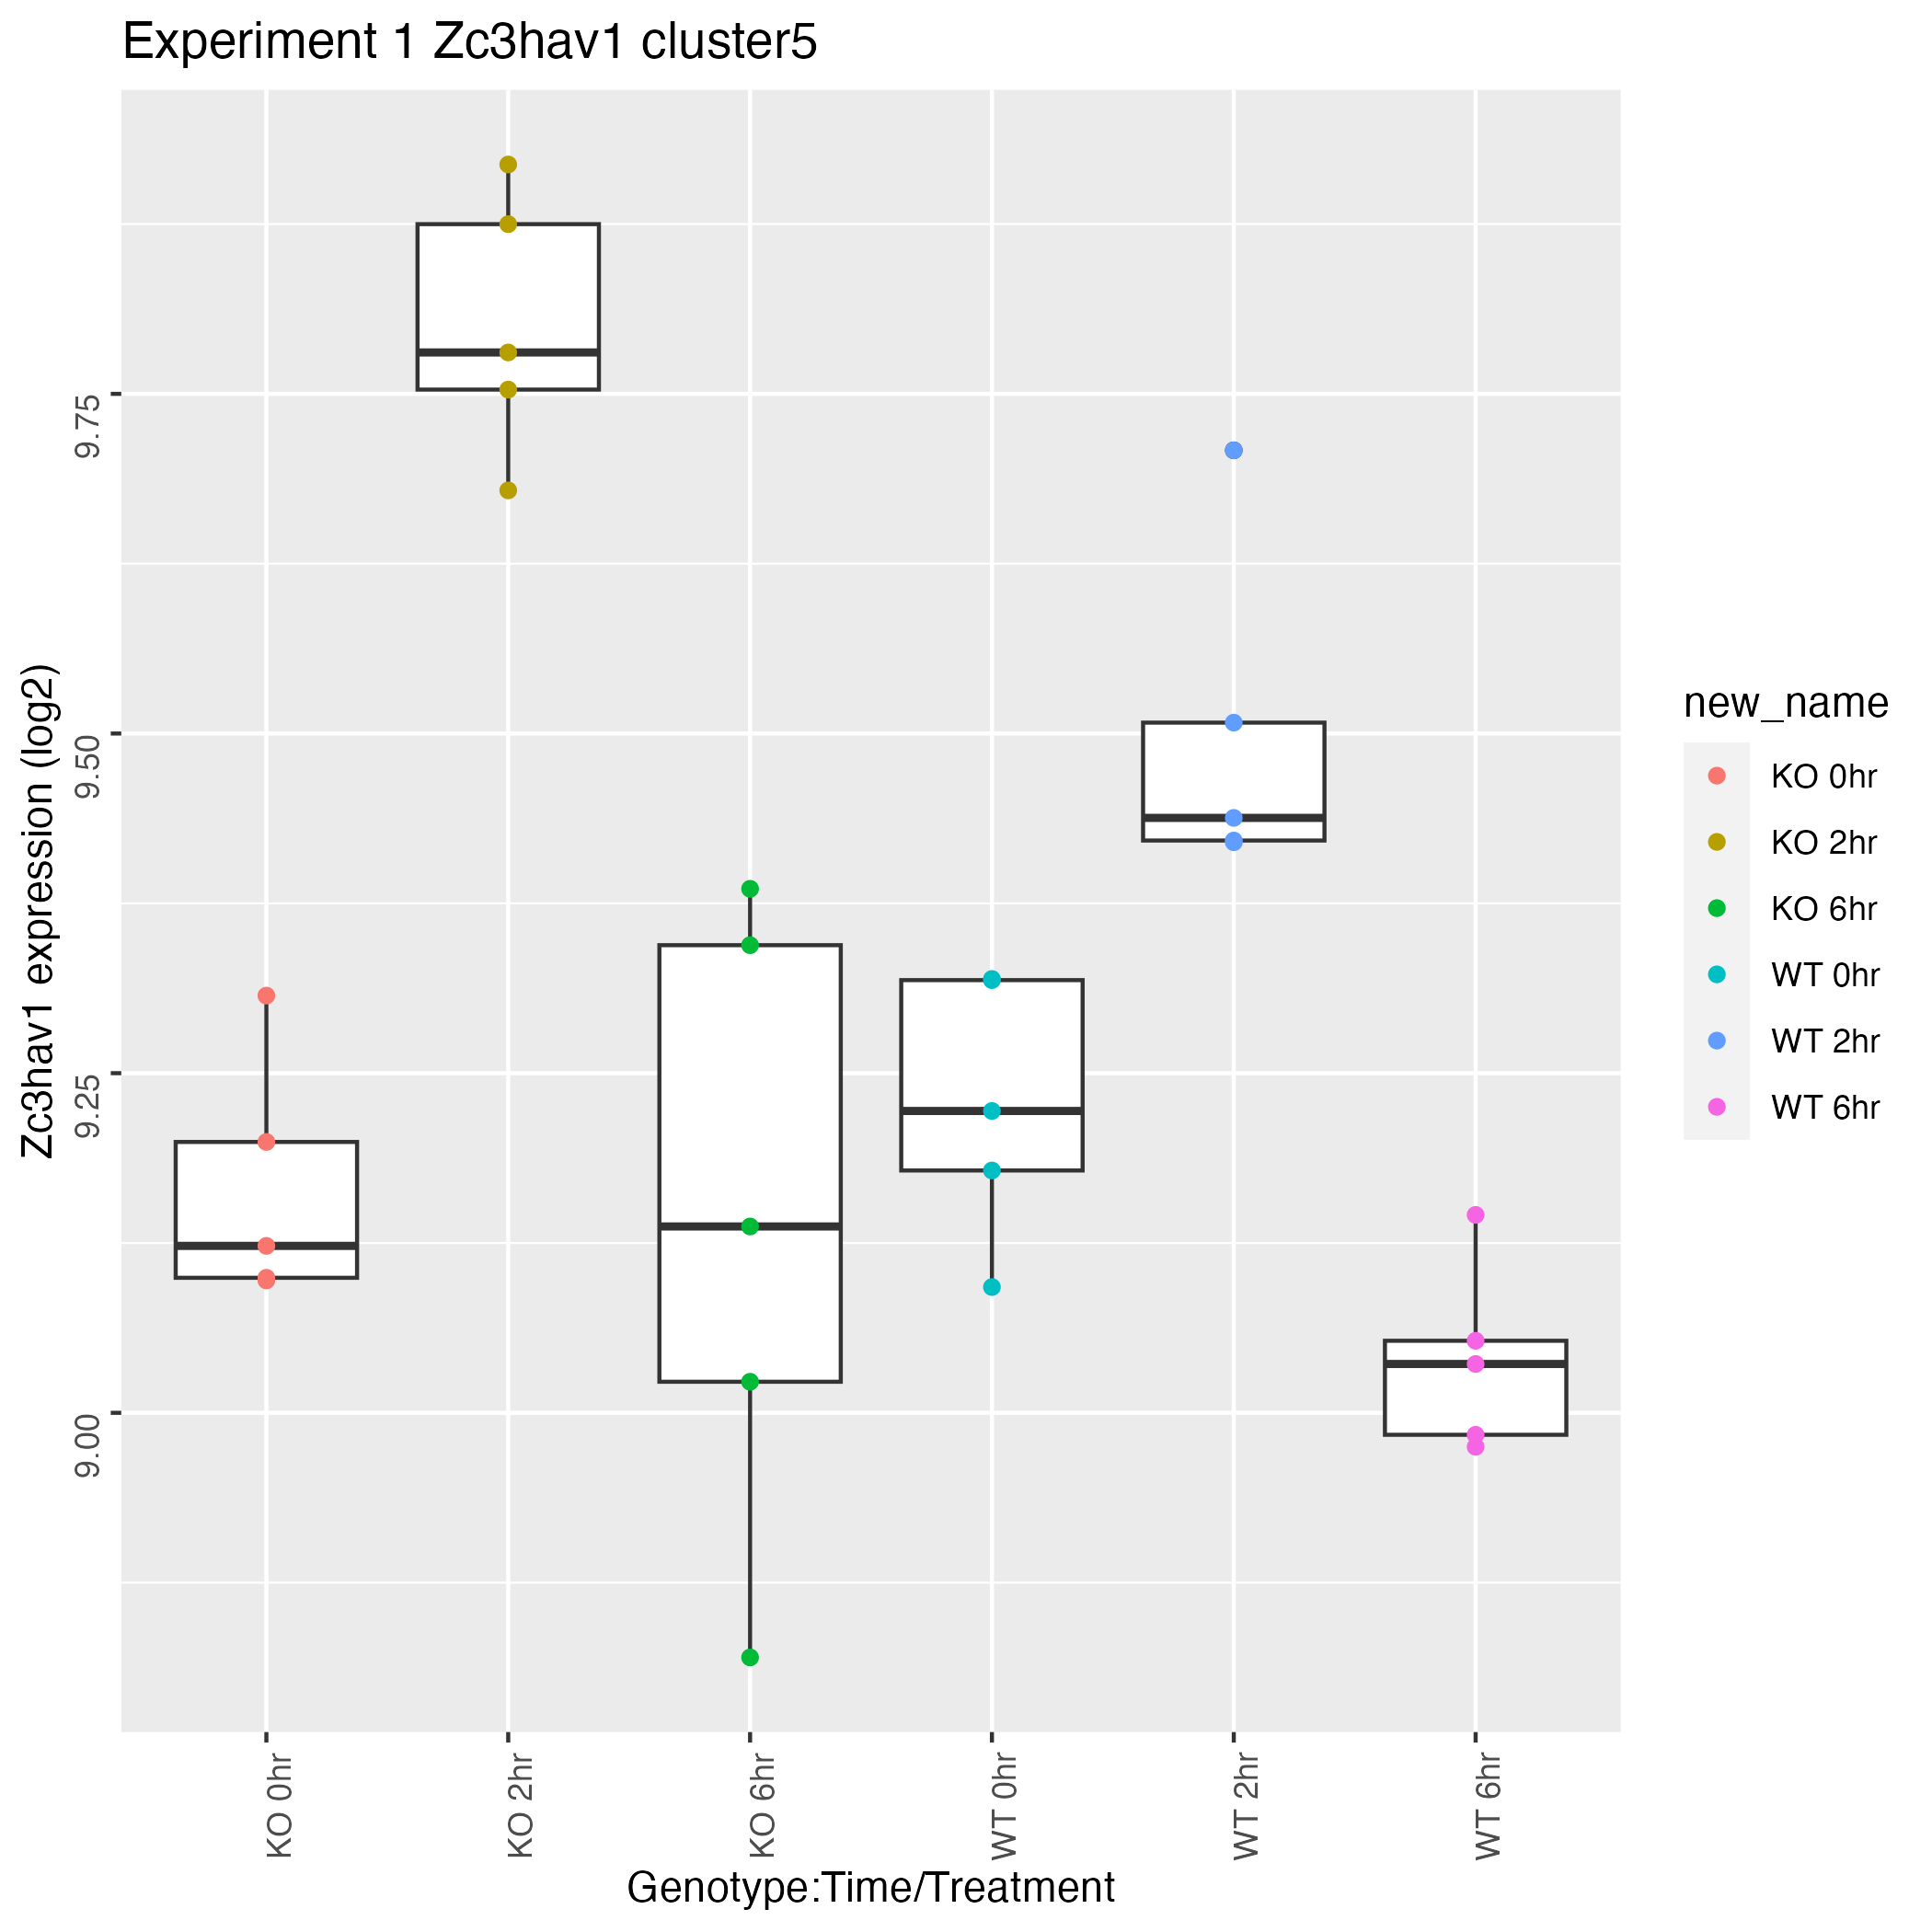 Experiment 1 Zc3hav1 cluster5
Zc3hav1 expression (log2)
9.75
9.50
9.25
9.00
KO 0hr
KO 2hr
KO 6hr
WT 0hr
WT 2hr
WT 6hr
Genotype:Time/Treatment
new_name
KO 0hr
KO 2hr
KO 6hr
WT 0hr
WT 2hr
WT 6hr